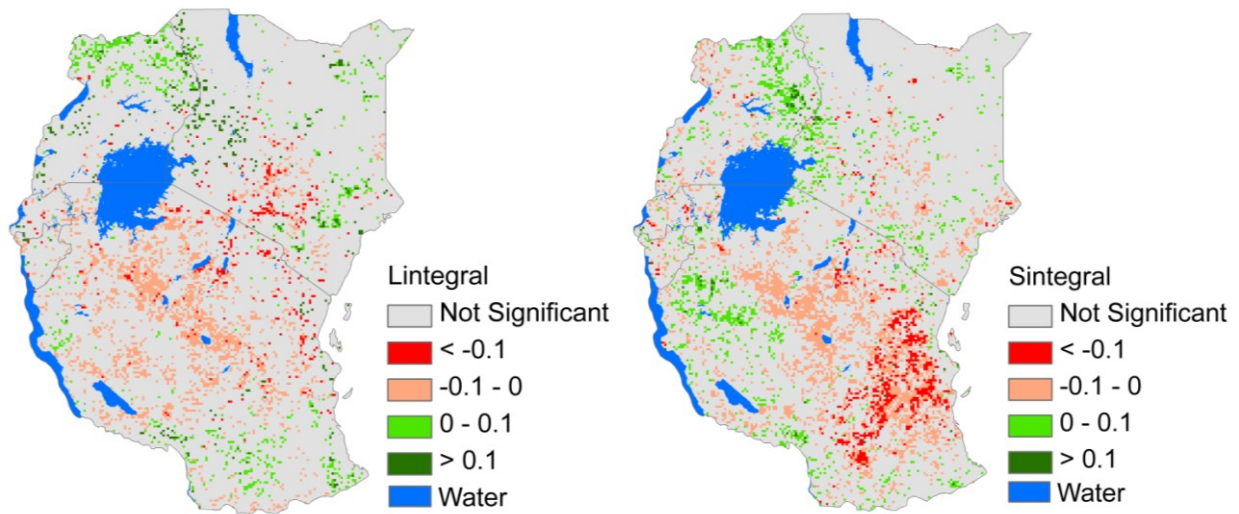 Lintegral
Not Significant
< -0.1
-0.1 - 0
0 - 0.1
> 0.1
Water
Sintegral
Not Significant
< -0.1
-0.1 - 0
0 - 0.1
> 0.1
Water